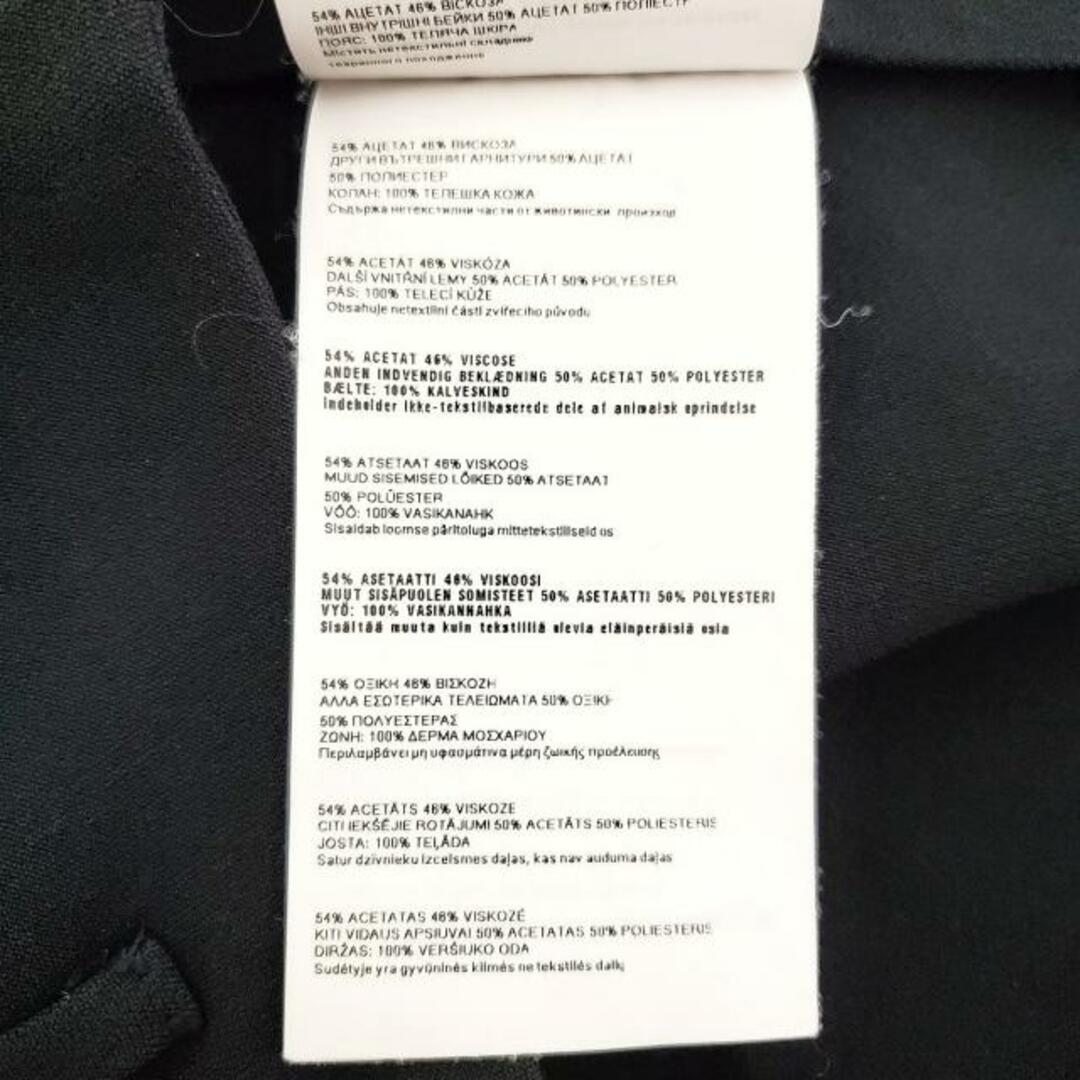 54% АЦЕТАТ 46% ВІСКОЗА
ІНШІ ВНУТРІШНІ БЕЙКИ 50% АЦЕТАТ 50% ПОЛІЕСТР
ПОЯС: 100% ТЕЛЯЧА ШКІРА
Містить нетекстильні складники
тваринного походження
54% АЦЕТАТ 46% ВИСКОЗА
ДРУГИ ВЪТРЕШНИ ГАРНИТУРИ 50% АЦЕТАТ
50% ПОЛИЕСТЕР
КОЛАН: 100% ТЕЛЕШКА КОЖА
Съдържа нетекстилни части от животински произход
54% ACETÁT 46% VISKÓZA
DALŠÍ VNITŘNÍ LEMY 50% ACETÁT 50% POLYESTER
PÁS: 100% TELECÍ KŮŽE
Obsahuje netextilní části zvířecího původu
54% ACETAT 46% VISCOSE
ANDEN INDVENDIG BEKLÆDNING 50% ACETAT 50% POLYESTER
BÆLTE: 100% KALVESKIND
Indeholder ikke-tekstilbaserede dele af animalsk oprindelse
54% ATSETAAT 46% VISKOOS
MUUD SISEMISED LÕIKED 50% ATSETAAT
50% POLÜESTER
VÖÖ: 100% VASIKANAHK
Sisaldab loomse päritoluga mittetekstiilseid os
54% ASETAATTI 46% VISKOOSI
MUUT SISÄPUOLEN SOMISTEET 50% ASETAATTI 50% POLYESTERI
VYÖ: 100% VASIKANNAHKA
Sisältää muuta kuin tekstiiliä olevia eläinperäisiä osia
54% ΟΞΙΚΗ 46% ΒΙΣΚΟΖΗ
ΑΛΛΑ ΕΣΩΤΕΡΙΚΑ ΤΕΛΕΙΩΜΑΤΑ 50% ΟΞΙΚΗ
50% ΠΟΛΥΕΣΤΕΡΑΣ
ΖΩΝΗ: 100% ΔΕΡΜΑ ΜΟΣΧΑΡΙΟΥ
Περιλαμβάνει μη υφασμάτινα μέρη ζωικής προέλευσης
54% ACETĀTS 46% VISKOZE
CITI IEKŠĒJIE ROTĀJUMI 50% ACETĀTS 50% POLIESTERIS
JOSTA: 100% TEĻĀDA
Satur dzīvnieku izcelsmes daļas, kas nav auduma daļas
54% ACETATAS 46% VISKOZĖ
KITI VIDAUS APSIUVAI 50% ACETATAS 50% POLIESTERIS
DIRŽAS: 100% VERŠIUKO ODA
Sudėtyje yra gyvūninės kilmės ne tekstilės dalių